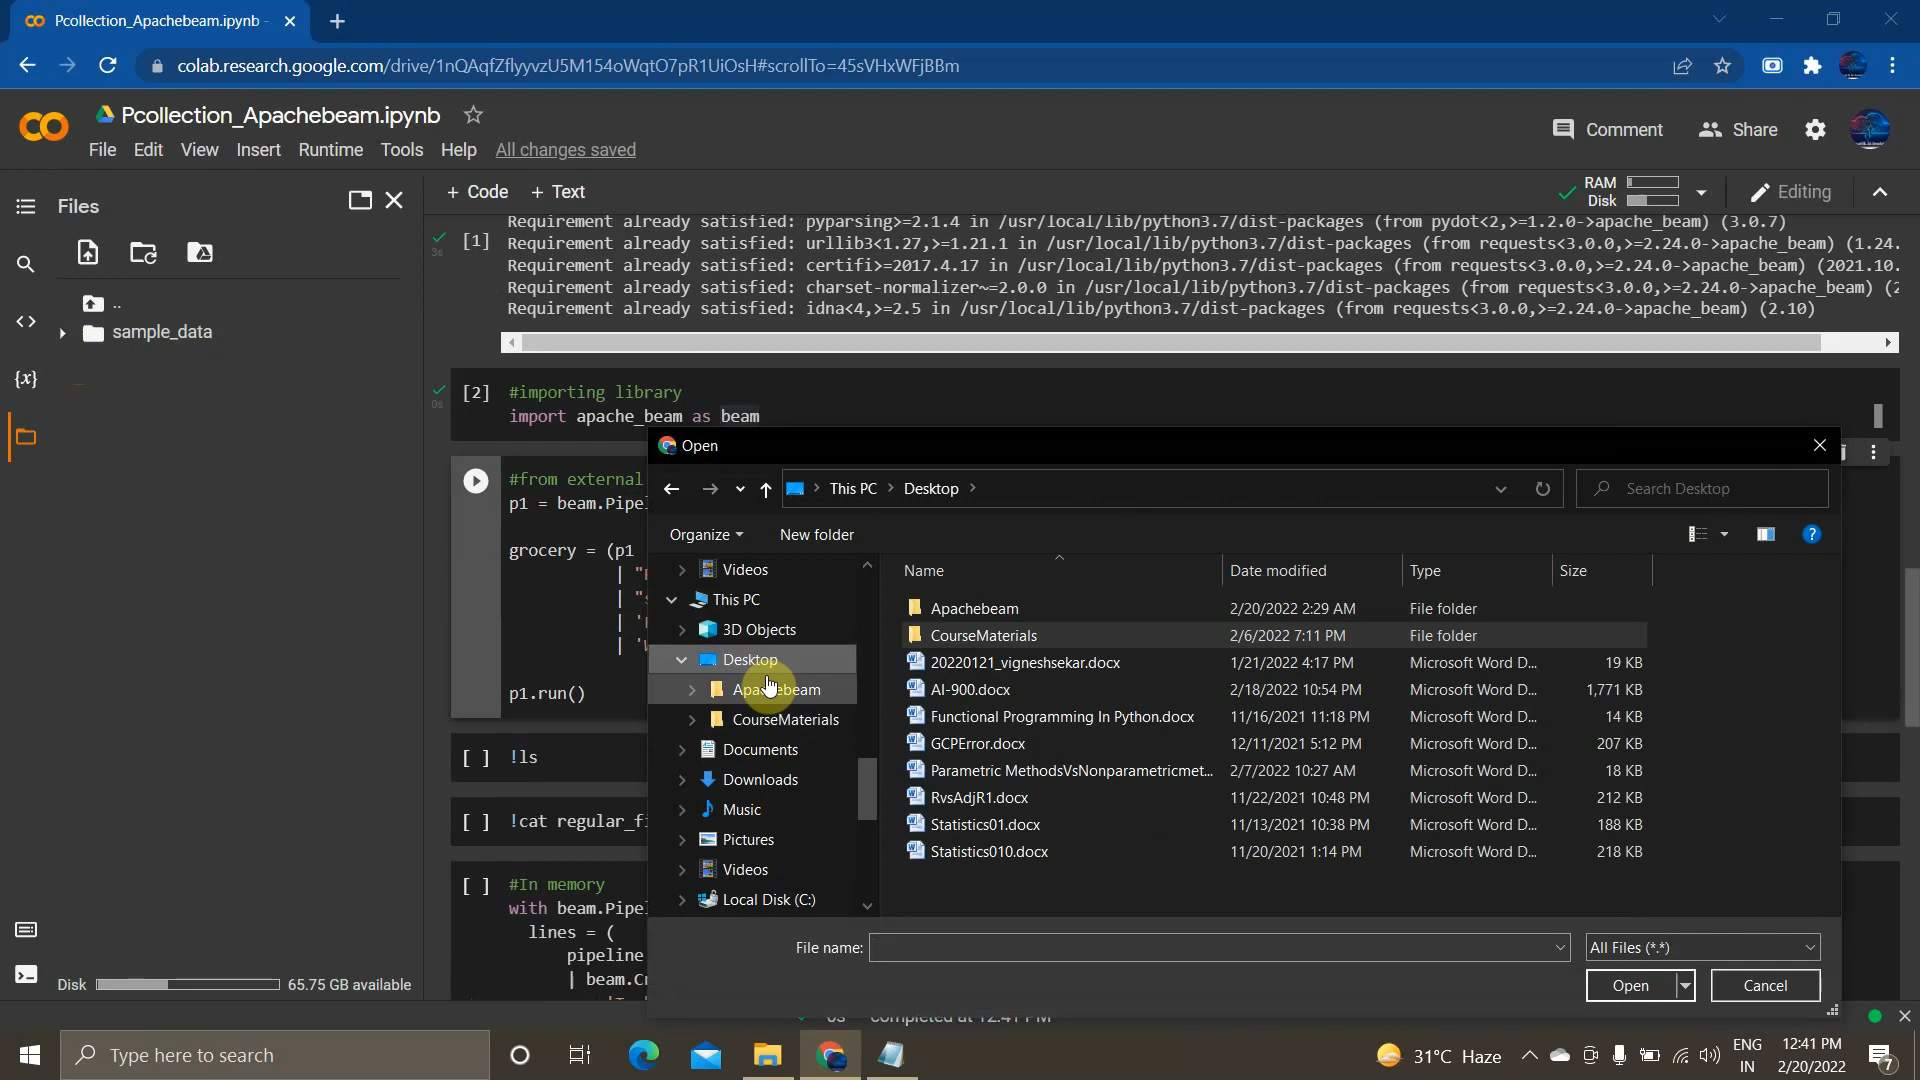 Pcollection_Apachebeam.ipynb -
colab.research.google.com/drive/1nQAqfZflyyvzU5M154oWqtO7pR1UiOsH#scrollTo=45sVHxWFjBBm
Pcollection_Apachebeam.ipynb
File Edit View Insert Runtime Tools Help All changes saved
Comment Share
Files
+ Code + Text
RAM
Disk
Editing
..
sample_data
Requirement already satisfied: pyparsing>=2.1.4 in /usr/local/lib/python3.7/dist-packages (from pydot<2,>=1.2.0->apache_beam) (3.0.7)
[1] Requirement already satisfied: urllib3<1.27,>=1.21.1 in /usr/local/lib/python3.7/dist-packages (from requests<3.0.0,>=2.24.0->apache_beam) (1.24.
3s
Requirement already satisfied: certifi>=2017.4.17 in /usr/local/lib/python3.7/dist-packages (from requests<3.0.0,>=2.24.0->apache_beam) (2021.10.
Requirement already satisfied: charset-normalizer~=2.0.0 in /usr/local/lib/python3.7/dist-packages (from requests<3.0.0,>=2.24.0->apache_beam) (2
Requirement already satisfied: idna<4,>=2.5 in /usr/local/lib/python3.7/dist-packages (from requests<3.0.0,>=2.24.0->apache_beam) (2.10)
[2] #importing library
0s
import apache_beam as beam
#from external
p1 = beam.Pipe
grocery = (p1
| "
| "
| '
| '
p1.run()
[ ] !ls
[ ] !cat regular_fi
[ ] #In memory
with beam.Pipe
lines = (
pipeline
| beam.Cr
Open
This PC > Desktop >
Search Desktop
Organize New folder
Videos
This PC
3D Objects
Desktop
Apachebeam
CourseMaterials
Documents
Downloads
Music
Pictures
Videos
Local Disk (C:)
Name Date modified Type Size
Apachebeam 2/20/2022 2:29 AM File folder
CourseMaterials 2/6/2022 7:11 PM File folder
20220121_vigneshsekar.docx 1/21/2022 4:17 PM Microsoft Word D... 19 KB
AI-900.docx 2/18/2022 10:54 PM Microsoft Word D... 1,771 KB
Functional Programming In Python.docx 11/16/2021 11:18 PM Microsoft Word D... 14 KB
GCPError.docx 12/11/2021 5:12 PM Microsoft Word D... 207 KB
Parametric MethodsVsNonparametricmet... 2/7/2022 10:27 AM Microsoft Word D... 18 KB
RvsAdjR1.docx 11/22/2021 10:48 PM Microsoft Word D... 212 KB
Statistics01.docx 11/13/2021 10:38 PM Microsoft Word D... 188 KB
Statistics010.docx 11/20/2021 1:14 PM Microsoft Word D... 218 KB
File name: All Files (*.*)
Open Cancel
Disk 65.75 GB available
0s completed at 12:41 PM
Type here to search
31°C Haze
ENG
IN
12:41 PM
2/20/2022
7